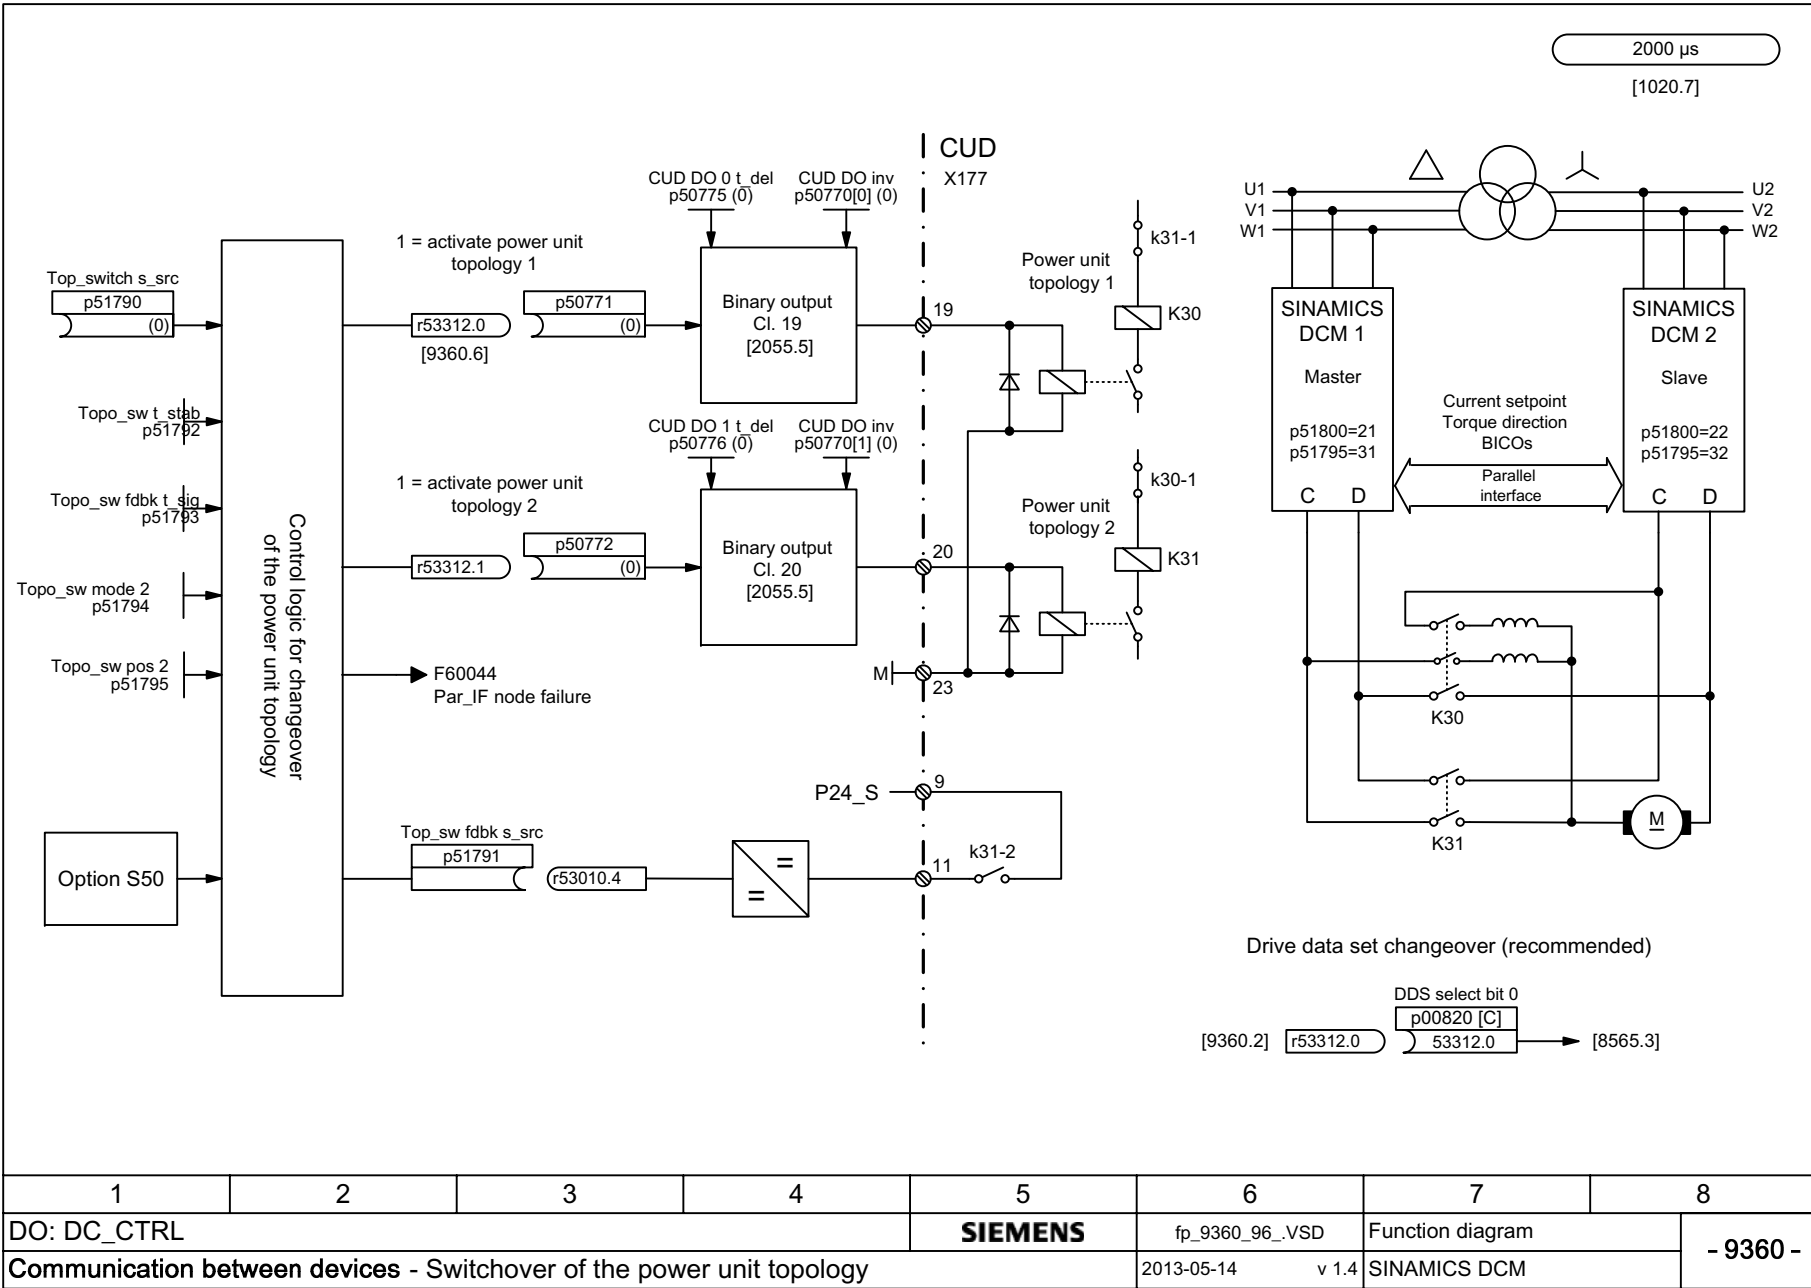 2000 µs
[1020.7]
CUD
X177
CUD DO 0 t_del
p50775 (0)
CUD DO inv
p50770[0] (0)
1 = activate power unit
topology 1
Top_switch s_src
p51790
(0)
r53312.0
[9360.6]
p50771
(0)
Binary output
Cl. 19
[2055.5]
19
Power unit
topology 1
k31-1
K30
Topo_sw t_stab
p51792
CUD DO 1 t_del
p50776 (0)
CUD DO inv
p50770[1] (0)
1 = activate power unit
topology 2
Topo_sw fdbk t_sig
p51793
Control logic for changeover
of the power unit topology
r53312.1
p50772
(0)
Binary output
Cl. 20
[2055.5]
20
Power unit
topology 2
k30-1
K31
Topo_sw mode 2
p51794
Topo_sw pos 2
p51795
F60044
Par_IF node failure
M
23
P24_S
9
Option S50
Top_sw fdbk s_src
p51791
r53010.4
=
=
11
k31-2
U1
V1
W1
U2
V2
W2
SINAMICS
DCM 1
Master
p51800=21
p51795=31
C D
Current setpoint
Torque direction
BICOs
Parallel
interface
SINAMICS
DCM 2
Slave
p51800=22
p51795=32
C D
K30
K31
M
Drive data set changeover (recommended)
DDS select bit 0
p00820 [C]
[9360.2]
r53312.0
53312.0
[8565.3]
1 2 3 4 5 6 7 8
DO: DC_CTRL
SIEMENS
fp_9360_96_.VSD
Function diagram
- 9360 -
Communication between devices - Switchover of the power unit topology
2013-05-14
v 1.4
SINAMICS DCM